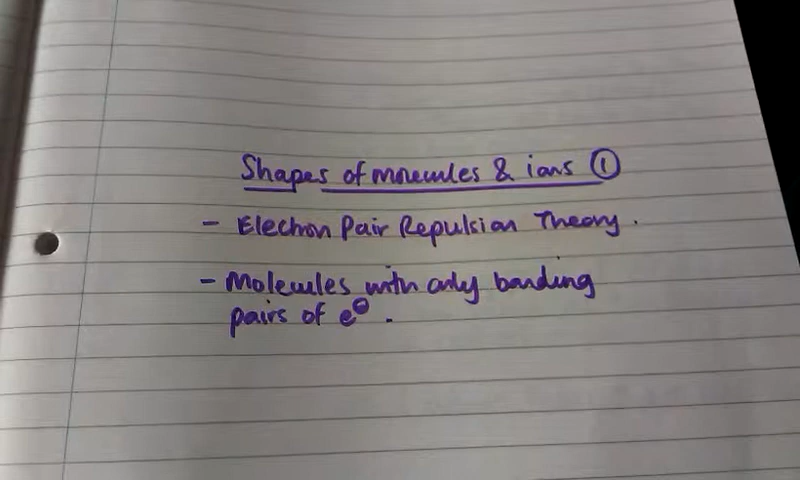 Shapes of molecules & ions ①
- Electron Pair Repulsion Theory.
- Molecules with only bonding
pairs of e⊖.